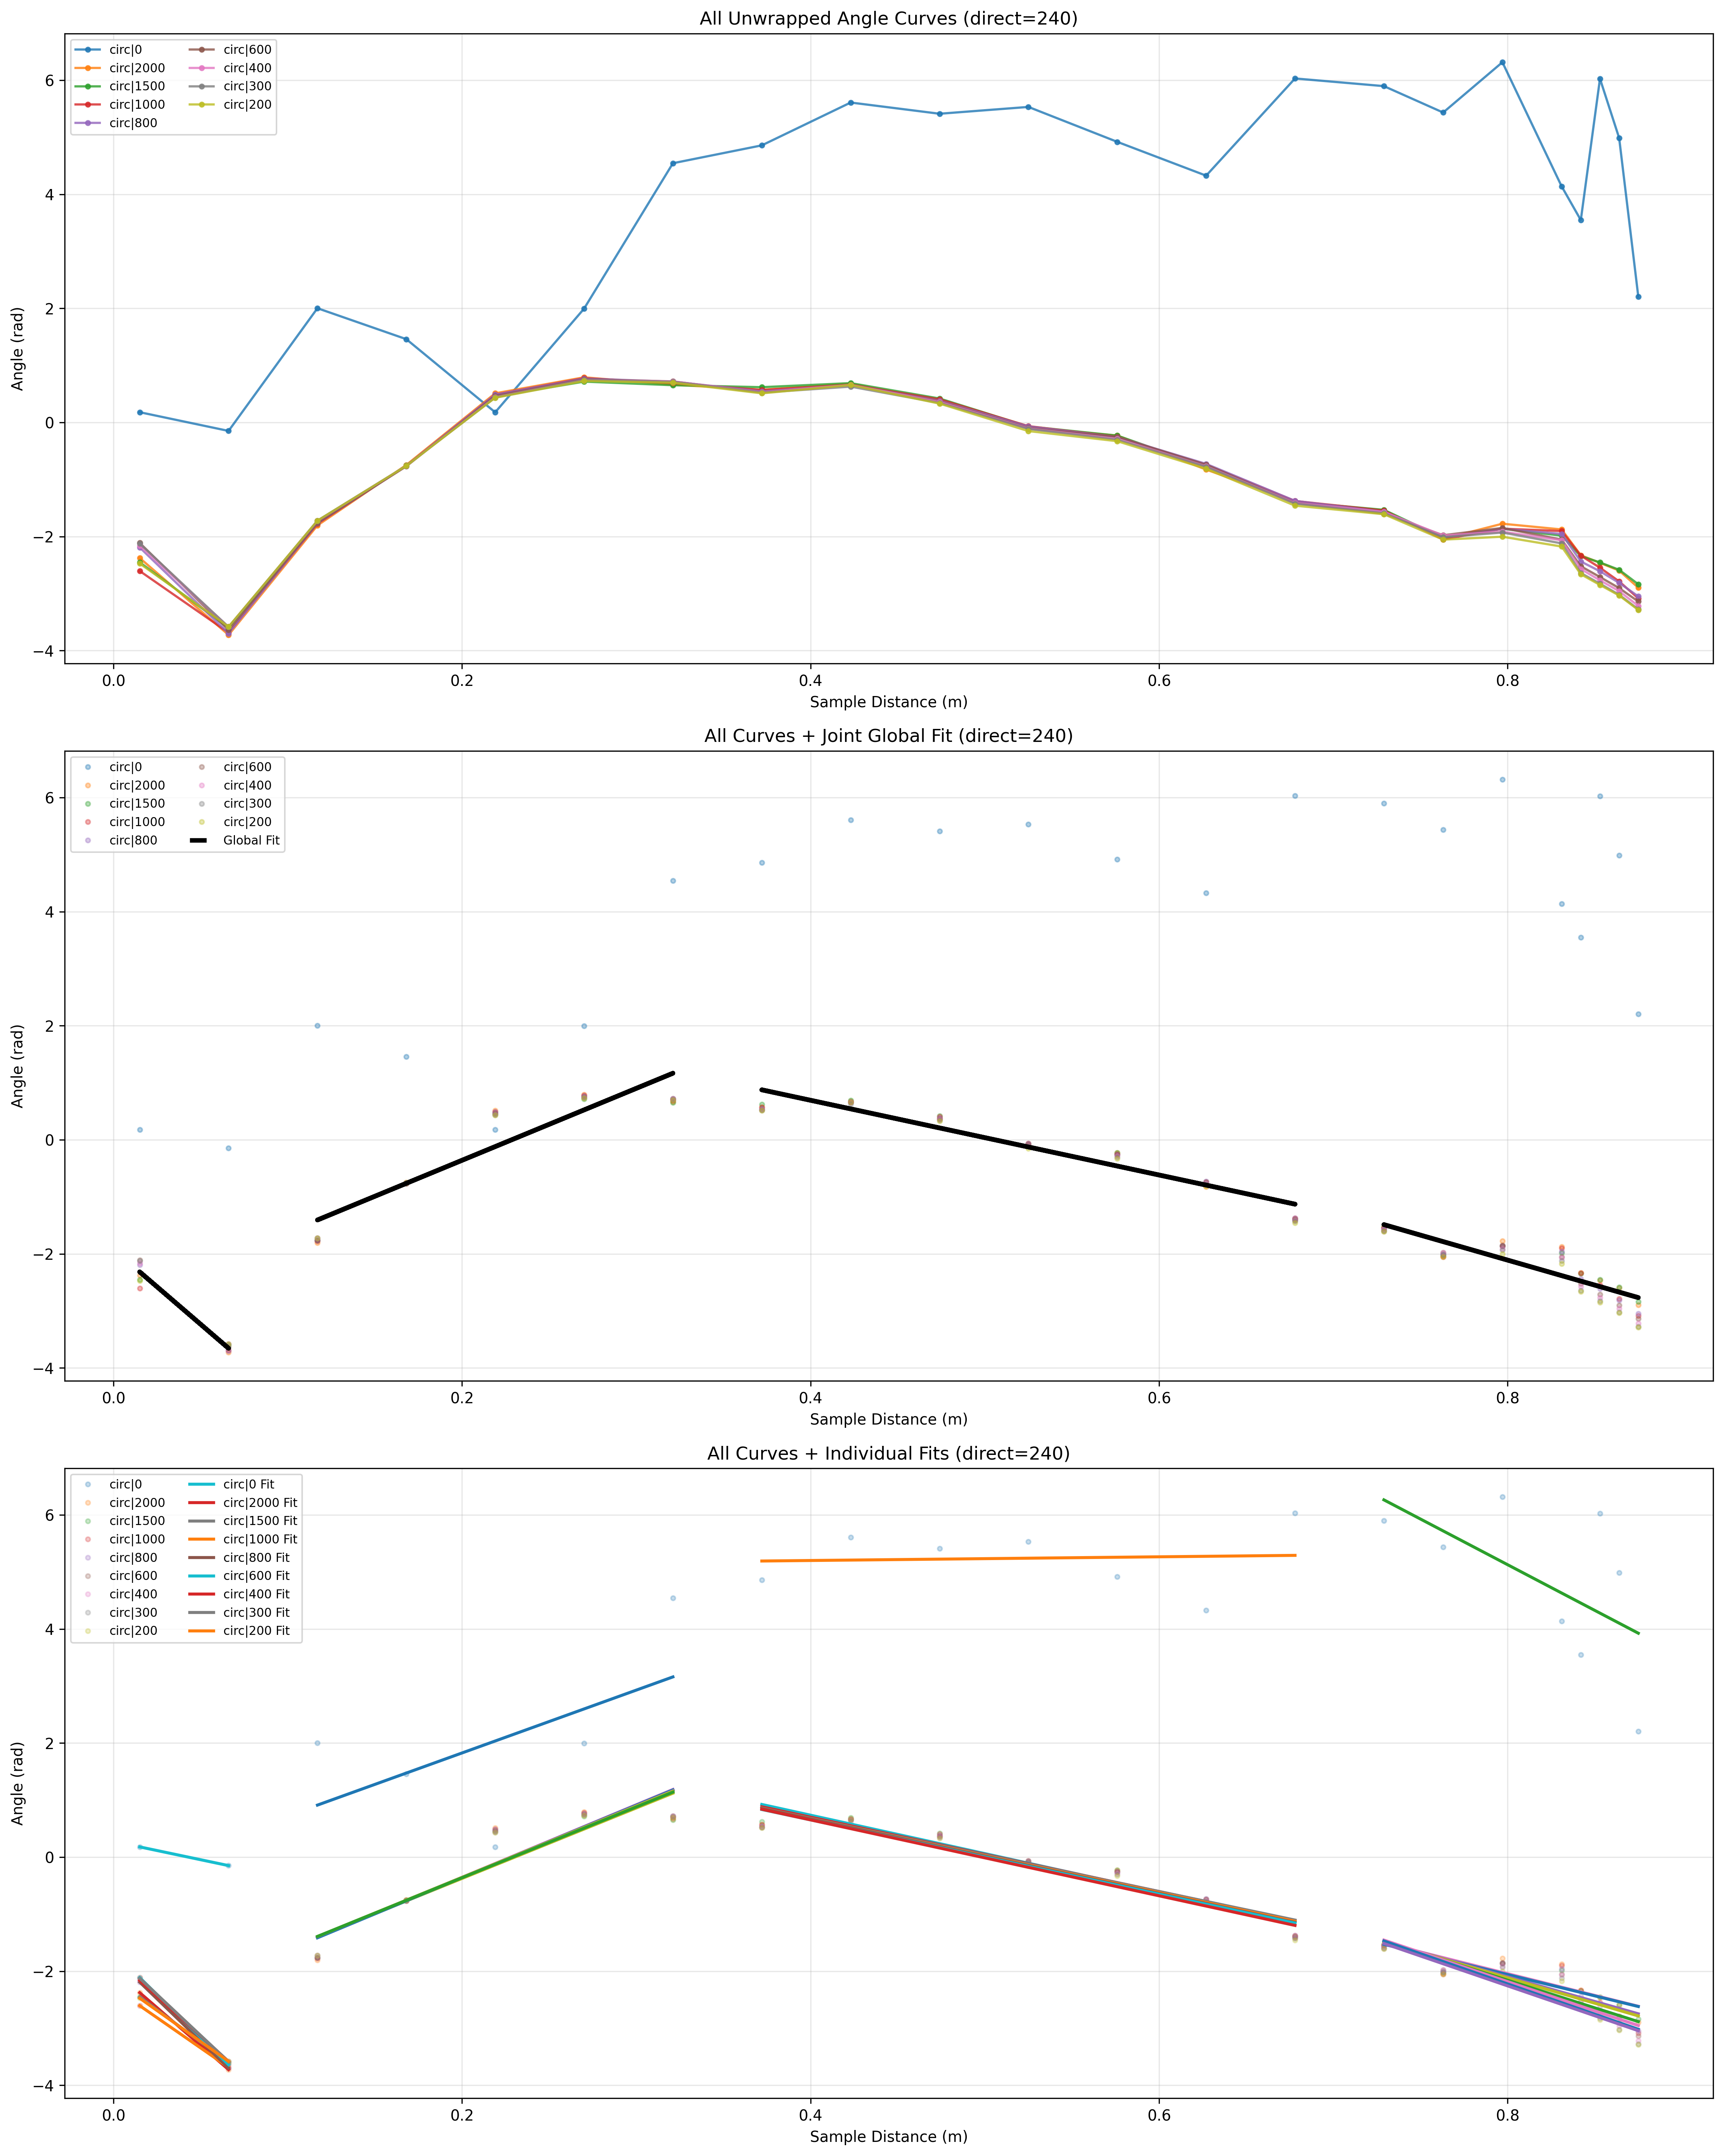 All Unwrapped Angle Curves (direct=240)
circ|0
circ|2000
circ|1500
circ|1000
circ|800
circ|600
circ|400
circ|300
circ|200
Angle (rad)
6
4
2
0
−2
−4
0.0
0.2
0.4
0.6
0.8
Sample Distance (m)
All Curves + Joint Global Fit (direct=240)
circ|0
circ|2000
circ|1500
circ|1000
circ|800
circ|600
circ|400
circ|300
circ|200
Global Fit
Angle (rad)
6
4
2
0
−2
−4
0.0
0.2
0.4
0.6
0.8
Sample Distance (m)
All Curves + Individual Fits (direct=240)
circ|0
circ|2000
circ|1500
circ|1000
circ|800
circ|600
circ|400
circ|300
circ|200
circ|0 Fit
circ|2000 Fit
circ|1500 Fit
circ|1000 Fit
circ|800 Fit
circ|600 Fit
circ|400 Fit
circ|300 Fit
circ|200 Fit
Angle (rad)
6
4
2
0
−2
−4
0.0
0.2
0.4
0.6
0.8
Sample Distance (m)